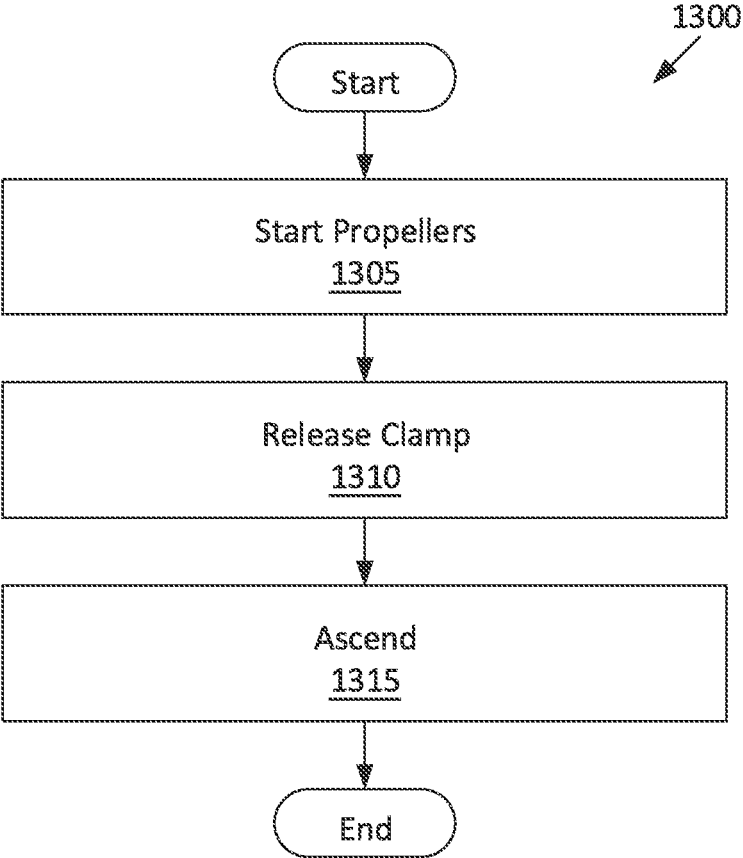 1300
Start
Start Propellers
1305
Release Clamp
1310
Ascend
1315
End